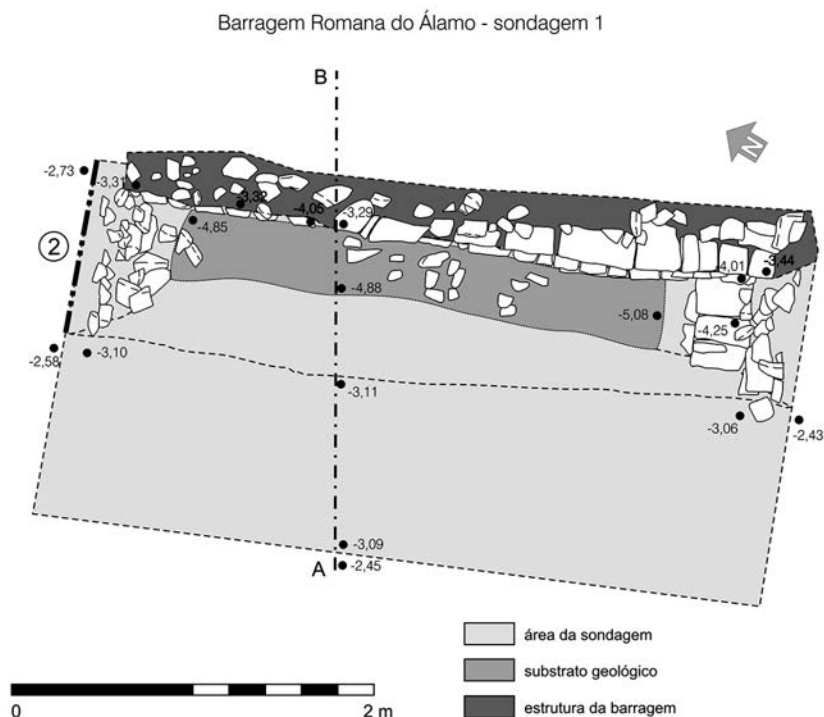 Barragem Romana do Álamo - sondagem 1
B
N
-2,73
-3,31
-3,32
-4,05
-3,29
-4,85
2
-4,01
-3,44
-4,88
-5,08
-4,25
-2,58
-3,10
-3,11
-3,06
-2,43
-3,09
A
-2,45
área da sondagem
substrato geológico
estrutura da barragem
0
2 m